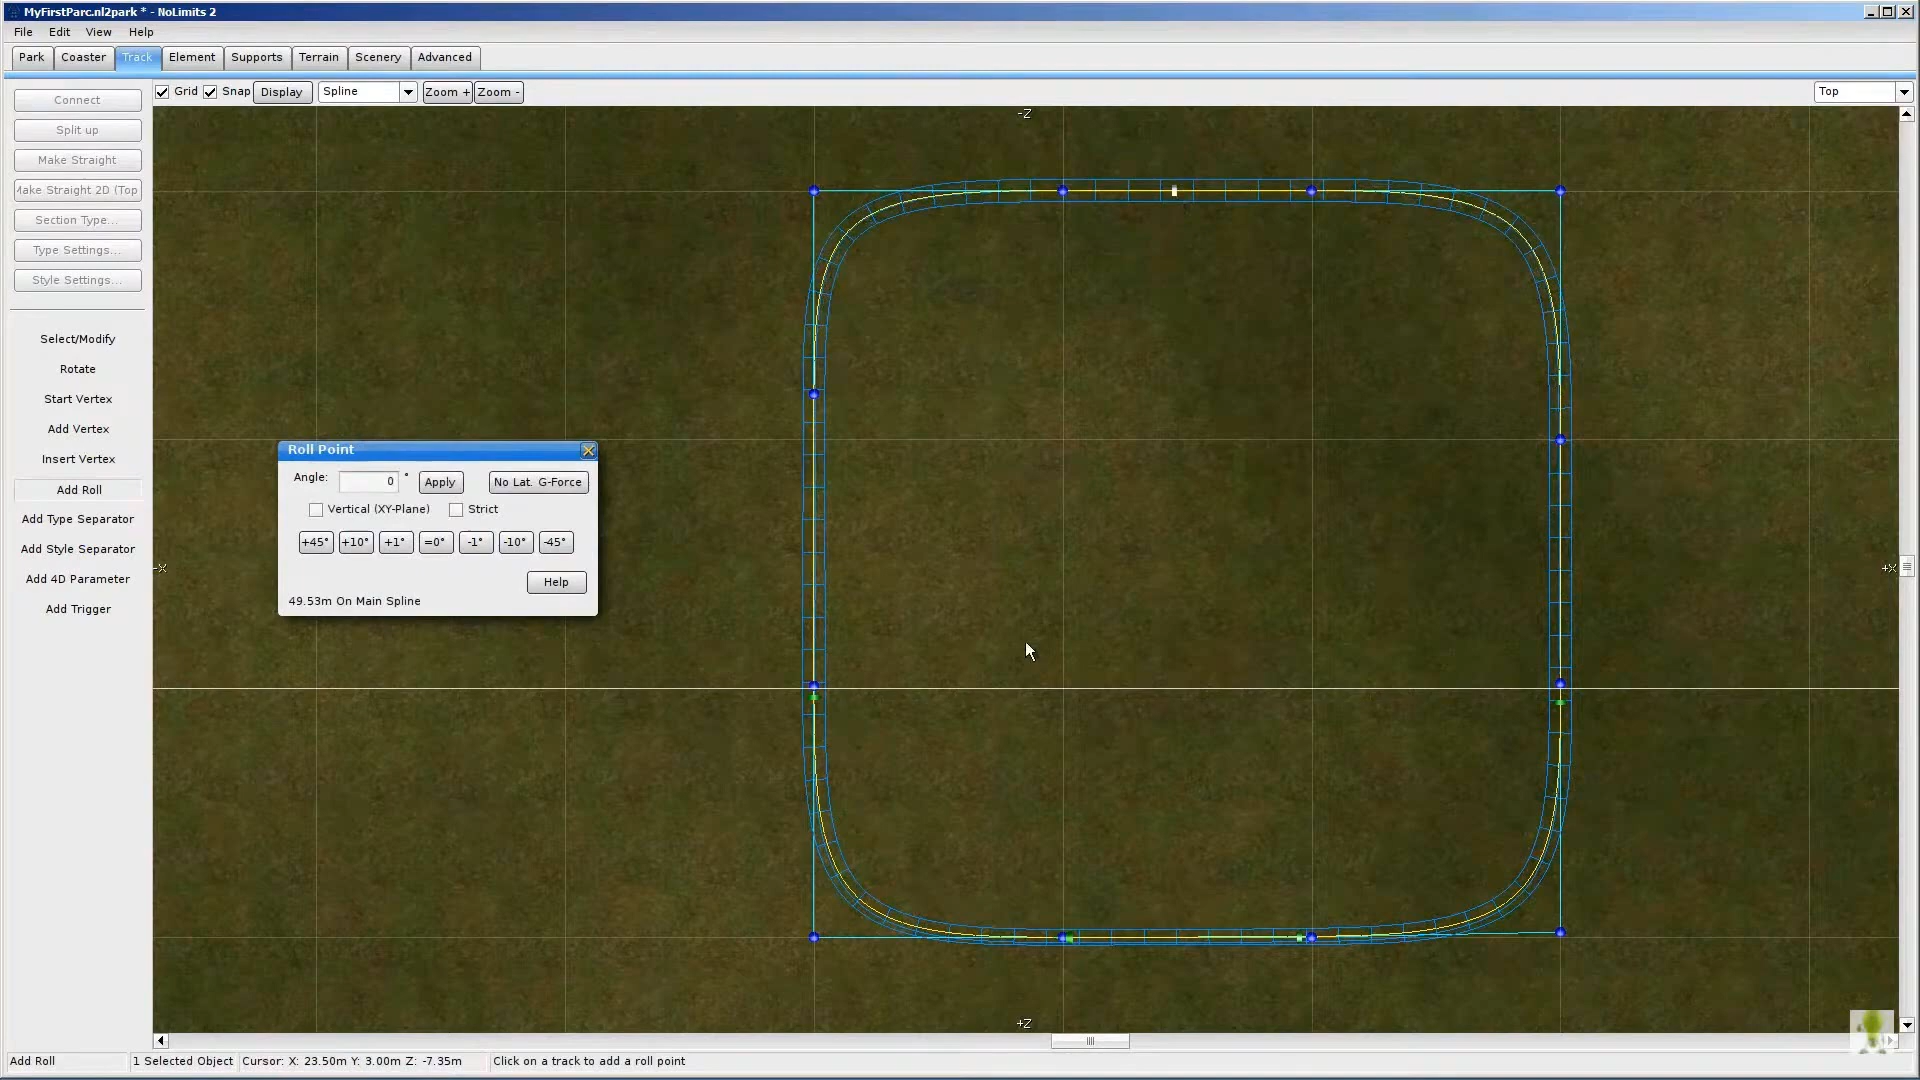 MyFirstParc.nl2park * - NoLimits 2
File Edit View Help
Park Coaster Track Element Supports Terrain Scenery Advanced
Grid Snap Display Spline Zoom + Zoom - Top
Connect
Split up
Make Straight
Make Straight 2D (Top
Section Type...
Type Settings...
Style Settings...
Select/Modify
Rotate
Start Vertex
Add Vertex
Insert Vertex
Add Roll
Add Type Separator
Add Style Separator
Add 4D Parameter
Add Trigger
-Z
-X
+X
+Z
Roll Point
Angle: 0 ° Apply No Lat. G-Force
Vertical (XY-Plane) Strict
+45° +10° +1° =0° -1° -10° -45°
Help
49.53m On Main Spline
Add Roll 1 Selected Object Cursor: X: 23.50m Y: 3.00m Z: -7.35m Click on a track to add a roll point